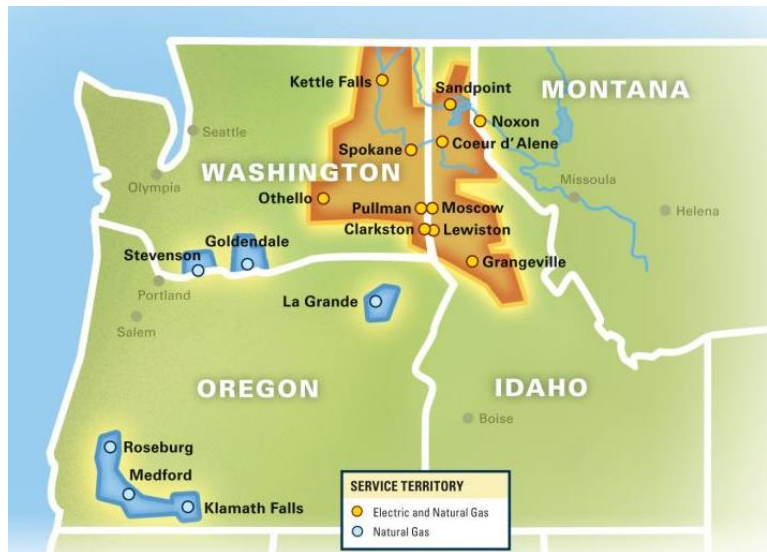 Kettle Falls
Sandpoint
MONTANA
Noxon
Seattle
Coeur d'Alene
Spokane
WASHINGTON
Missoula
Olympia
Othello
Pullman
Moscow
Helena
Clarkston
Lewiston
Goldendale
Stevenson
Grangeville
Portland
La Grande
Salem
OREGON
IDAHO
Boise
Roseburg
Medford
Klamath Falls
SERVICE TERRITORY
Electric and Natural Gas
Natural Gas